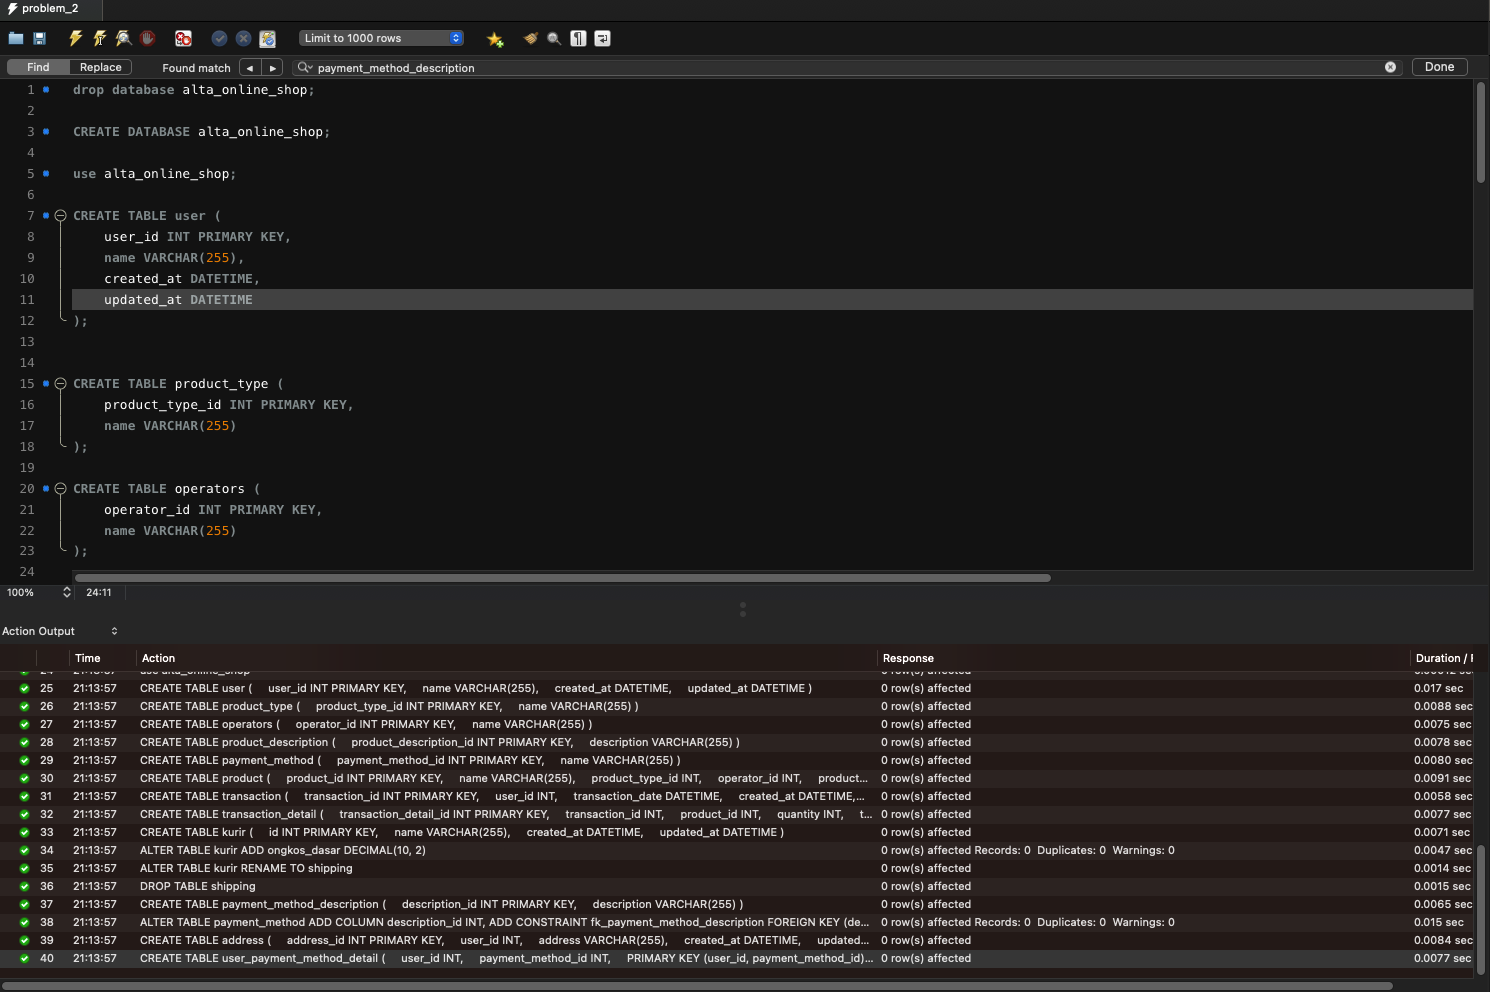 problem_2
Limit to 1000 rows
Find Replace Found match payment_method_description Done
1 drop database alta_online_shop;
2
3 CREATE DATABASE alta_online_shop;
4
5 use alta_online_shop;
6
7 CREATE TABLE user (
8 user_id INT PRIMARY KEY,
9 name VARCHAR(255),
10 created_at DATETIME,
11 updated_at DATETIME
12 );
13
14
15 CREATE TABLE product_type (
16 product_type_id INT PRIMARY KEY,
17 name VARCHAR(255)
18 );
19
20 CREATE TABLE operators (
21 operator_id INT PRIMARY KEY,
22 name VARCHAR(255)
23 );
24
100% 24:11
Action Output
Time Action Response Duration / F
24 21:13:57 use alta_online_shop 0 row(s) affected 0.00012 sec
25 21:13:57 CREATE TABLE user ( user_id INT PRIMARY KEY, name VARCHAR(255), created_at DATETIME, updated_at DATETIME ) 0 row(s) affected 0.017 sec
26 21:13:57 CREATE TABLE product_type ( product_type_id INT PRIMARY KEY, name VARCHAR(255) ) 0 row(s) affected 0.0088 sec
27 21:13:57 CREATE TABLE operators ( operator_id INT PRIMARY KEY, name VARCHAR(255) ) 0 row(s) affected 0.0075 sec
28 21:13:57 CREATE TABLE product_description ( product_description_id INT PRIMARY KEY, description VARCHAR(255) ) 0 row(s) affected 0.0078 sec
29 21:13:57 CREATE TABLE payment_method ( payment_method_id INT PRIMARY KEY, name VARCHAR(255) ) 0 row(s) affected 0.0080 sec
30 21:13:57 CREATE TABLE product ( product_id INT PRIMARY KEY, name VARCHAR(255), product_type_id INT, operator_id INT, product... 0 row(s) affected 0.0091 sec
31 21:13:57 CREATE TABLE transaction ( transaction_id INT PRIMARY KEY, user_id INT, transaction_date DATETIME, created_at DATETIME,... 0 row(s) affected 0.0058 sec
32 21:13:57 CREATE TABLE transaction_detail ( transaction_detail_id INT PRIMARY KEY, transaction_id INT, product_id INT, quantity INT, t... 0 row(s) affected 0.0077 sec
33 21:13:57 CREATE TABLE kurir ( id INT PRIMARY KEY, name VARCHAR(255), created_at DATETIME, updated_at DATETIME ) 0 row(s) affected 0.0071 sec
34 21:13:57 ALTER TABLE kurir ADD ongkos_dasar DECIMAL(10, 2) 0 row(s) affected Records: 0 Duplicates: 0 Warnings: 0 0.0047 sec
35 21:13:57 ALTER TABLE kurir RENAME TO shipping 0 row(s) affected 0.0014 sec
36 21:13:57 DROP TABLE shipping 0 row(s) affected 0.0015 sec
37 21:13:57 CREATE TABLE payment_method_description ( description_id INT PRIMARY KEY, description VARCHAR(255) ) 0 row(s) affected 0.0065 sec
38 21:13:57 ALTER TABLE payment_method ADD COLUMN description_id INT, ADD CONSTRAINT fk_payment_method_description FOREIGN KEY (de... 0 row(s) affected Records: 0 Duplicates: 0 Warnings: 0 0.015 sec
39 21:13:57 CREATE TABLE address ( address_id INT PRIMARY KEY, user_id INT, address VARCHAR(255), created_at DATETIME, updated... 0 row(s) affected 0.0084 sec
40 21:13:57 CREATE TABLE user_payment_method_detail ( user_id INT, payment_method_id INT, PRIMARY KEY (user_id, payment_method_id)... 0 row(s) affected 0.0077 sec